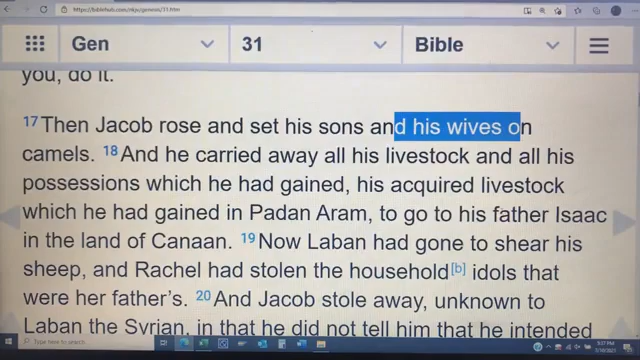 https://biblehub.com/nkjv/genesis/31.htm
Gen 31 Bible
you, do it.
17 Then Jacob rose and set his sons and his wives on
camels. 18 And he carried away all his livestock and all his
possessions which he had gained, his acquired livestock
which he had gained in Padan Aram, to go to his father Isaac
in the land of Canaan. 19 Now Laban had gone to shear his
sheep, and Rachel had stolen the household[b] idols that
were her father's. 20 And Jacob stole away, unknown to
Laban the Syrian, in that he did not tell him that he intended
Type here to search